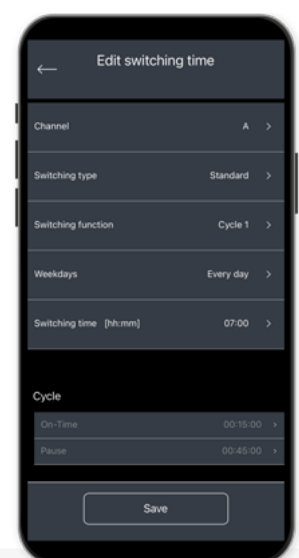 Edit switching time
Channel A
Switching type Standard
Switching function Cycle 1
Weekdays Every day
Switching time [hh:mm] 07:00
Cycle
On-Time 00:15:00
Pause 00:45:00
Save